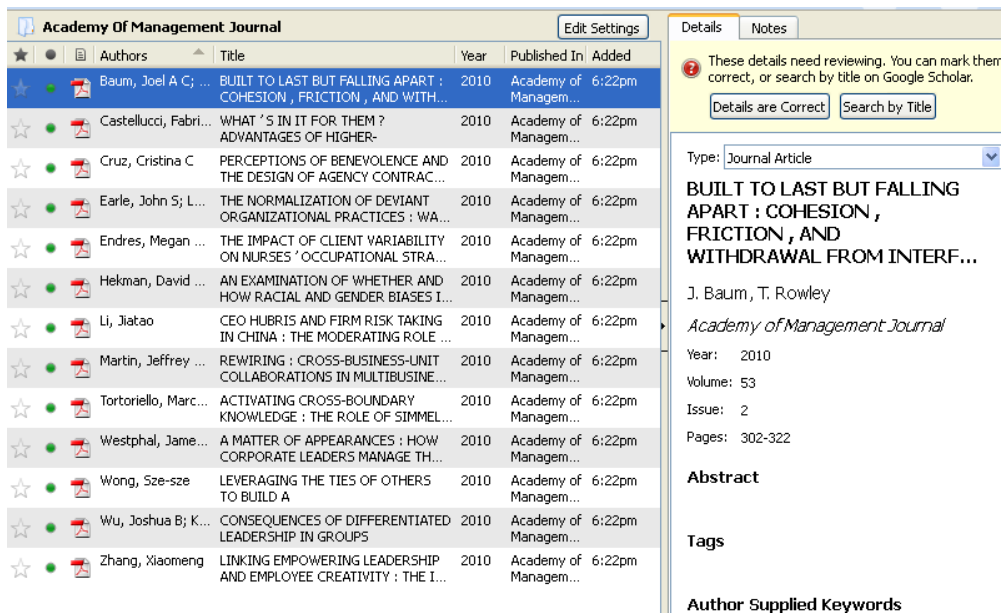 Academy Of Management Journal
Edit Settings
Authors Title Year Published In Added
Baum, Joel A C; ... BUILT TO LAST BUT FALLING APART : 2010 Academy of 6:22pm
COHESION , FRICTION , AND WITH... Managem...
Castellucci, Fabri... WHAT ’ S IN IT FOR THEM ? 2010 Academy of 6:22pm
ADVANTAGES OF HIGHER- Managem...
Cruz, Cristina C PERCEPTIONS OF BENEVOLENCE AND 2010 Academy of 6:22pm
THE DESIGN OF AGENCY CONTRAC... Managem...
Earle, John S; L... THE NORMALIZATION OF DEVIANT 2010 Academy of 6:22pm
ORGANIZATIONAL PRACTICES : WA... Managem...
Endres, Megan ... THE IMPACT OF CLIENT VARIABILITY 2010 Academy of 6:22pm
ON NURSES ’ OCCUPATIONAL STRA... Managem...
Hekman, David ... AN EXAMINATION OF WHETHER AND 2010 Academy of 6:22pm
HOW RACIAL AND GENDER BIASES I... Managem...
Li, Jiatao CEO HUBRIS AND FIRM RISK TAKING 2010 Academy of 6:22pm
IN CHINA : THE MODERATING ROLE ... Managem...
Martin, Jeffrey ... REWIRING : CROSS-BUSINESS-UNIT 2010 Academy of 6:22pm
COLLABORATIONS IN MULTIBUSINE... Managem...
Tortoriello, Marc... ACTIVATING CROSS-BOUNDARY 2010 Academy of 6:22pm
KNOWLEDGE : THE ROLE OF SIMMEL... Managem...
Westphal, Jame... A MATTER OF APPEARANCES : HOW 2010 Academy of 6:22pm
CORPORATE LEADERS MANAGE TH... Managem...
Wong, Sze-sze LEVERAGING THE TIES OF OTHERS 2010 Academy of 6:22pm
TO BUILD A Managem...
Wu, Joshua B; K... CONSEQUENCES OF DIFFERENTIATED 2010 Academy of 6:22pm
LEADERSHIP IN GROUPS Managem...
Zhang, Xiaomeng LINKING EMPOWERING LEADERSHIP 2010 Academy of 6:22pm
AND EMPLOYEE CREATIVITY : THE I... Managem...
Details Notes
These details need reviewing. You can mark them
correct, or search by title on Google Scholar.
Details are Correct Search by Title
Type: Journal Article
BUILT TO LAST BUT FALLING
APART : COHESION ,
FRICTION , AND
WITHDRAWAL FROM INTERF...
J. Baum, T. Rowley
Academy of Management Journal
Year: 2010
Volume: 53
Issue: 2
Pages: 302-322
Abstract
Tags
Author Supplied Keywords